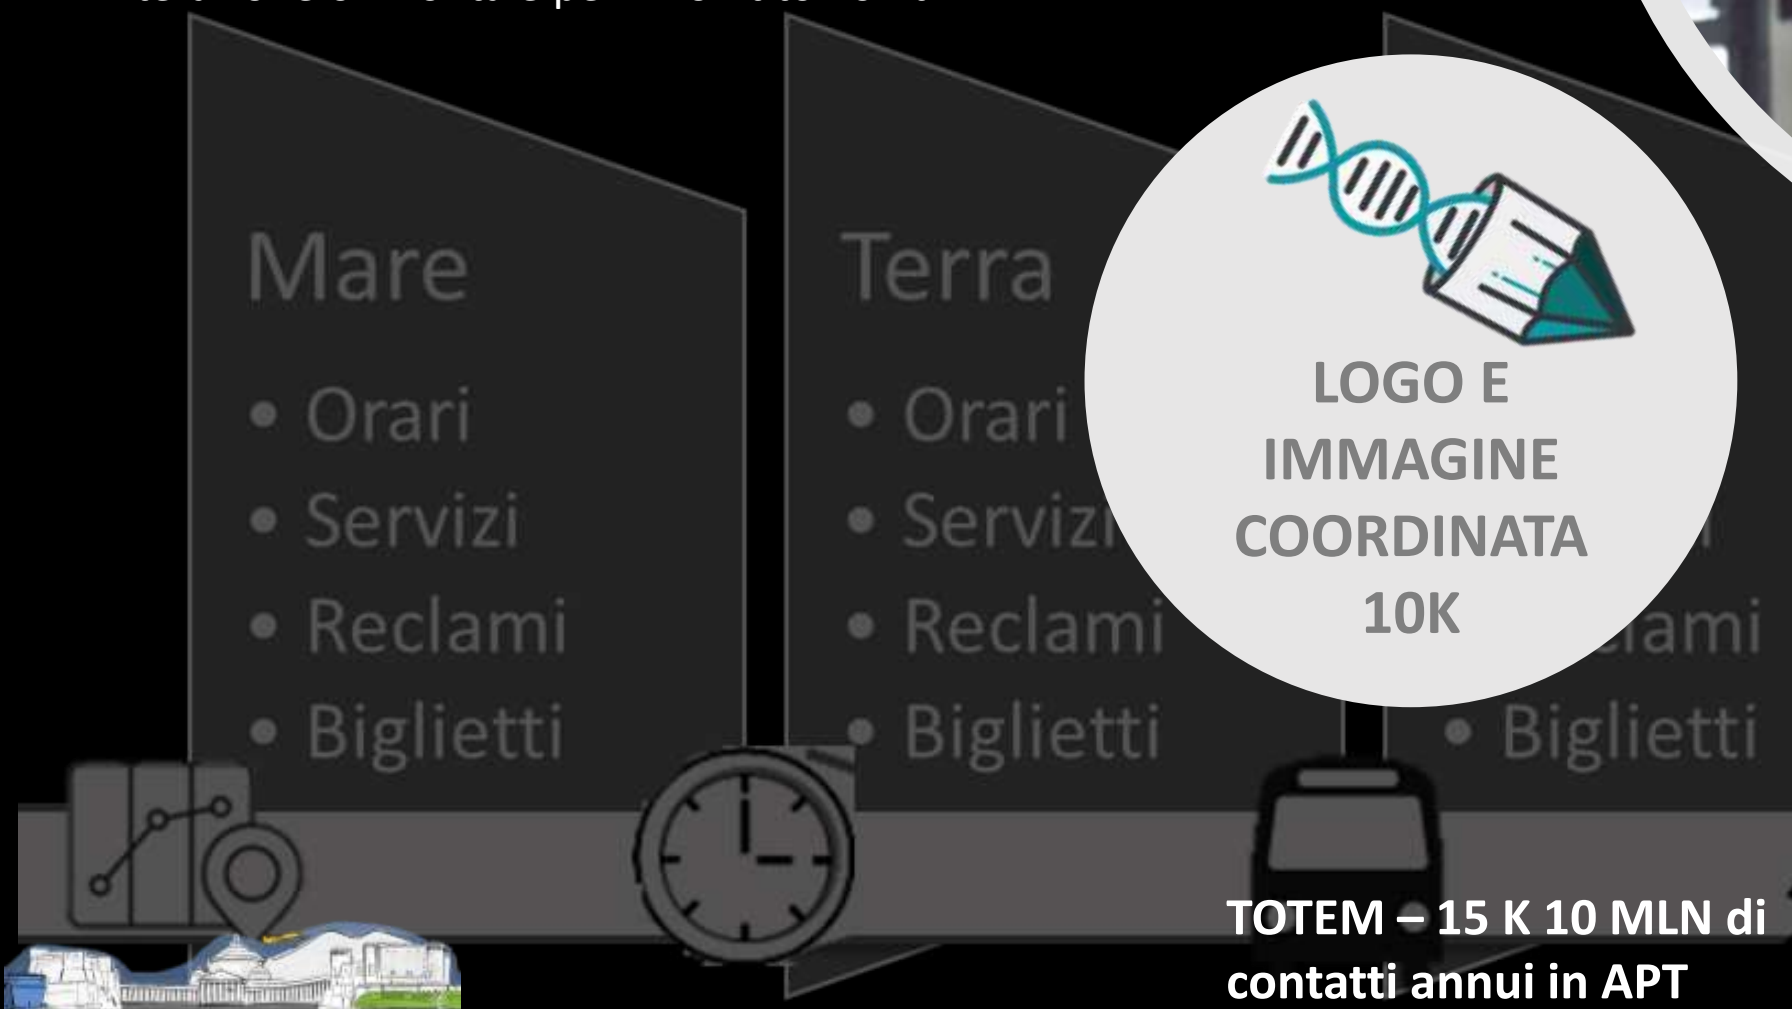 Mare
• Orari
• Servizi
• Reclami
• Biglietti
Terra
• Orari
• Servizi
• Reclami
• Biglietti
• Biglietti
LOGO E
IMMAGINE
COORDINATA
10K
TOTEM – 15 K 10 MLN di
contatti annui in APT